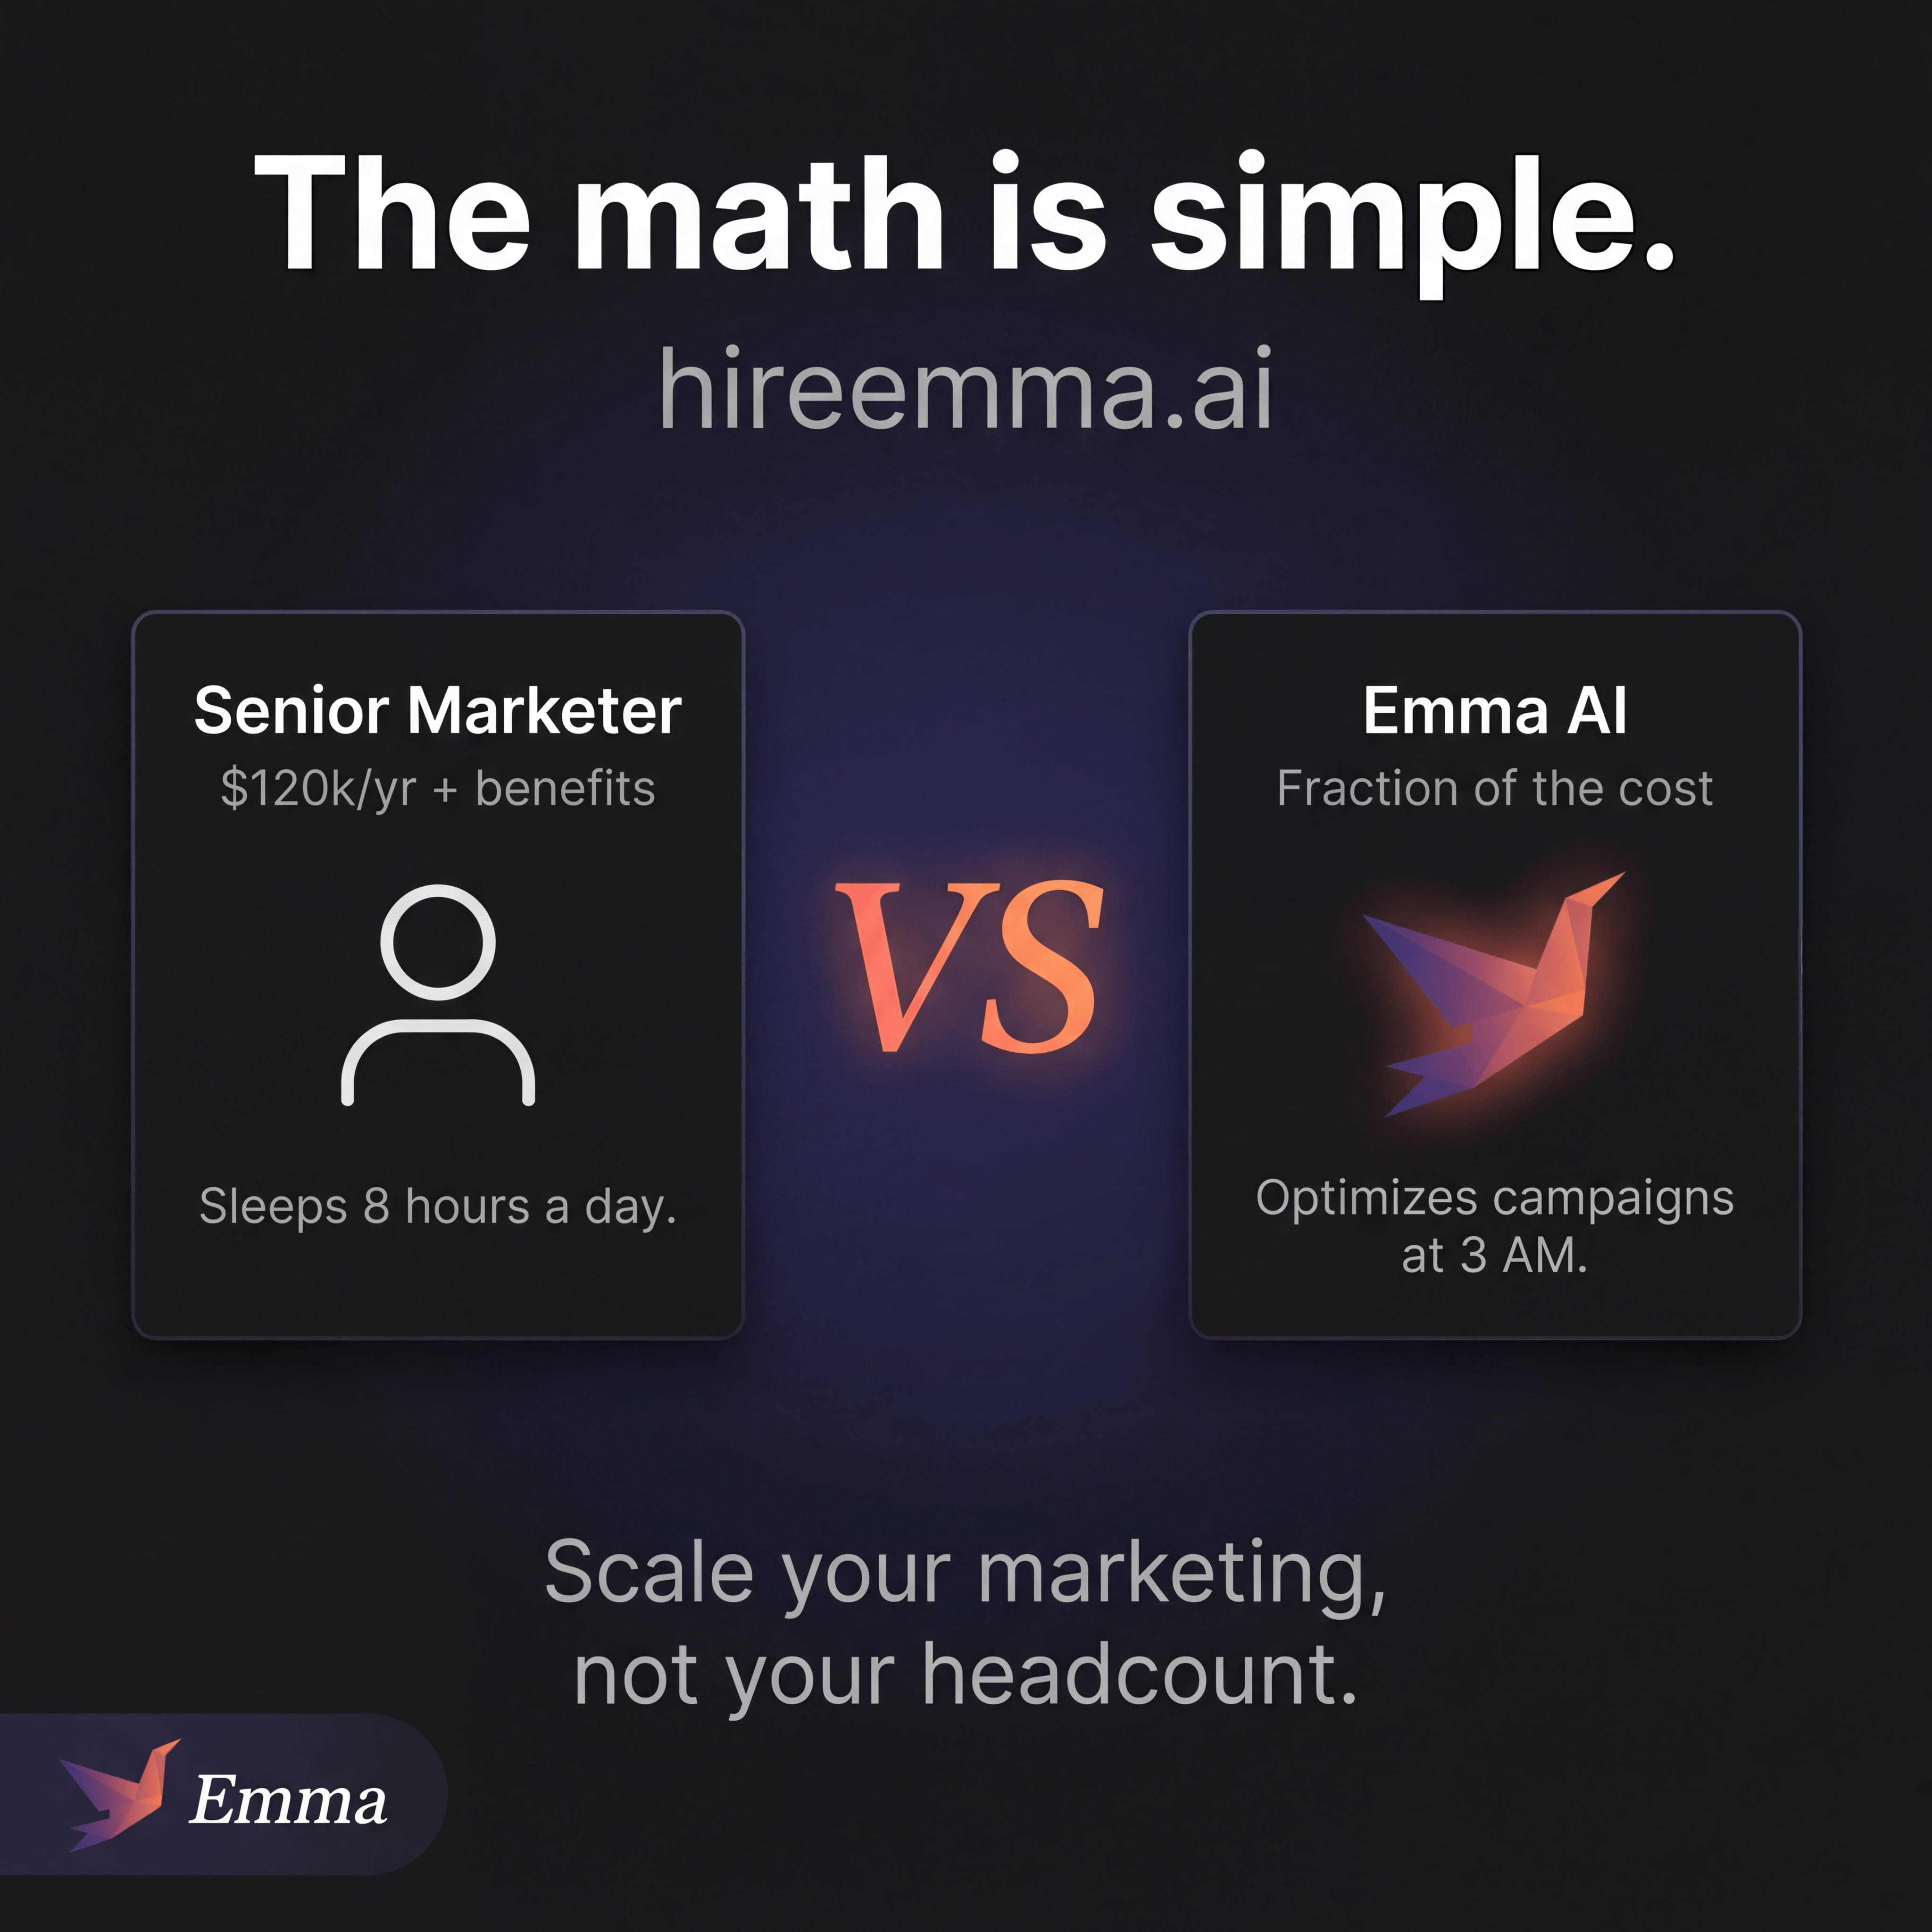 The math is simple.
hireemma.ai
Senior Marketer
$120k/yr + benefits
Sleeps 8 hours a day.
VS
Emma AI
Fraction of the cost
Optimizes campaigns
at 3 AM.
Scale your marketing,
not your headcount.
Emma